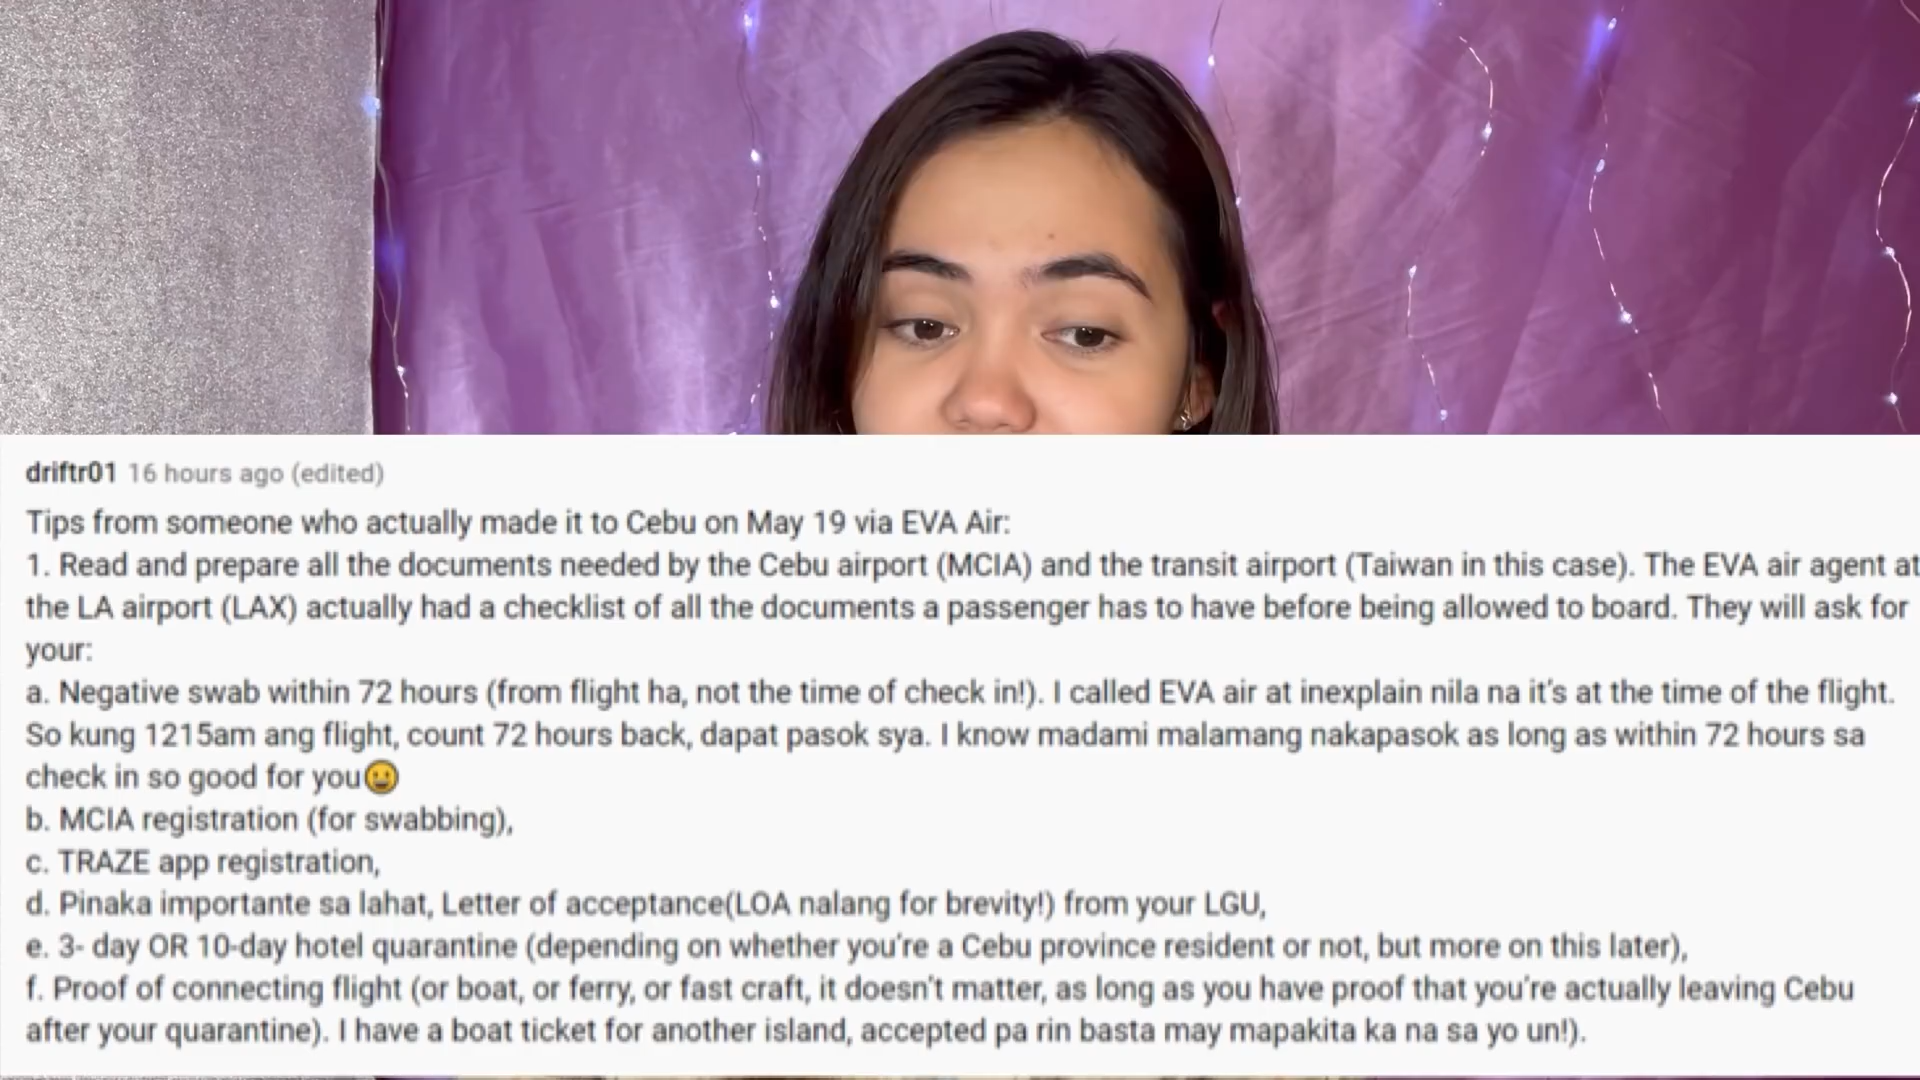 driftr01 16 hours ago (edited)
Tips from someone who actually made it to Cebu on May 19 via EVA Air:
1. Read and prepare all the documents needed by the Cebu airport (MCIA) and the transit airport (Taiwan in this case). The EVA air agent at
the LA airport (LAX) actually had a checklist of all the documents a passenger has to have before being allowed to board. They will ask for
your:
a. Negative swab within 72 hours (from flight ha, not the time of check in!). I called EVA air at inexplain nila na it's at the time of the flight.
So kung 1215am ang flight, count 72 hours back, dapat pasok sya. I know madami malamang nakapasok as long as within 72 hours sa
check in so good for you😀
b. MCIA registration (for swabbing),
c. TRAZE app registration,
d. Pinaka importante sa lahat, Letter of acceptance(LOA nalang for brevity!) from your LGU,
e. 3- day OR 10-day hotel quarantine (depending on whether you're a Cebu province resident or not, but more on this later),
f. Proof of connecting flight (or boat, or ferry, or fast craft, it doesn't matter, as long as you have proof that you're actually leaving Cebu
after your quarantine). I have a boat ticket for another island, accepted pa rin basta may mapakita ka na sa yo un!).